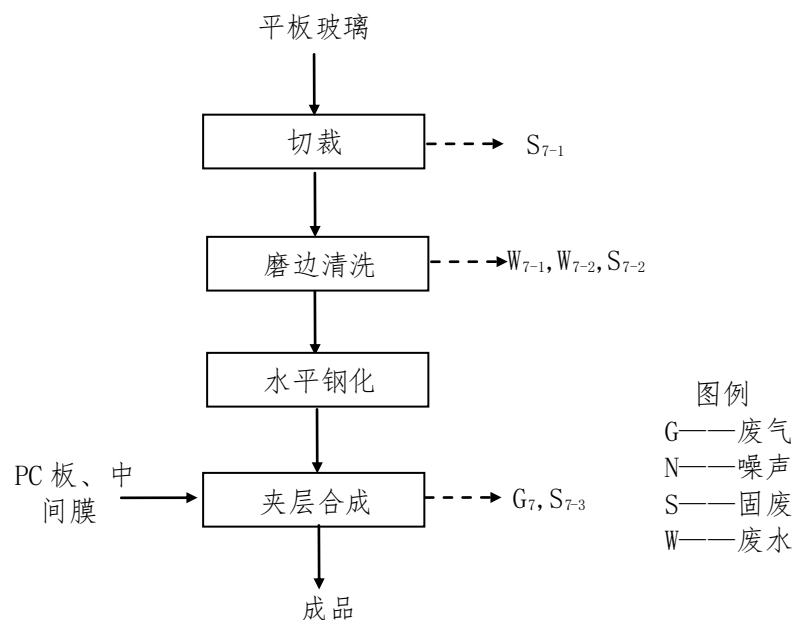 平板玻璃
切裁
S7-1
磨边清洗
W7-1,W7-2,S7-2
水平钢化
PC 板、中
间膜
夹层合成
G7,S7-3
成品
图例
G——废气
N——噪声
S——固废
W——废水